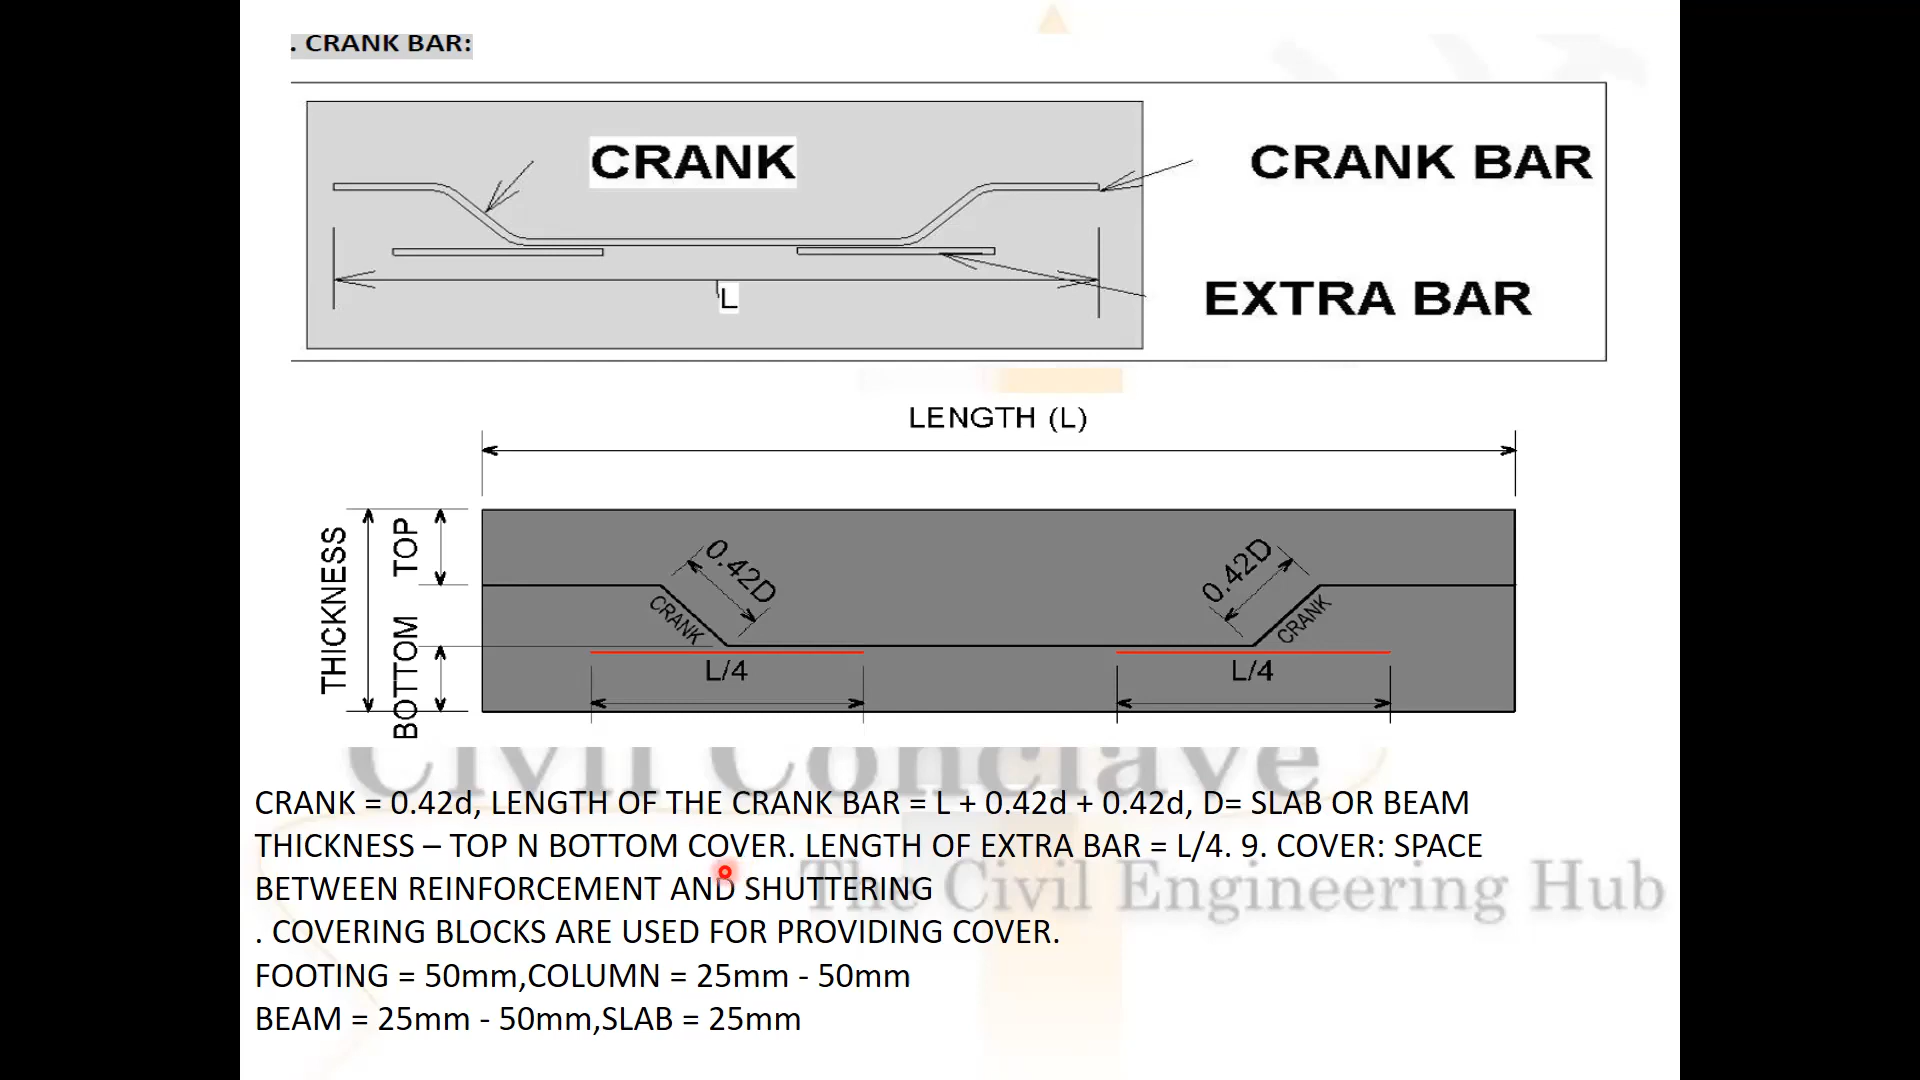 . CRANK BAR:
CRANK
CRANK BAR
L
EXTRA BAR
LENGTH (L)
THICKNESS
TOP
BOTTOM
0.42D
CRANK
0.42D
CRANK
L/4
L/4
Civil Conclave
CRANK = 0.42d, LENGTH OF THE CRANK BAR = L + 0.42d + 0.42d, D= SLAB OR BEAM
THICKNESS – TOP N BOTTOM COVER. LENGTH OF EXTRA BAR = L/4. 9. COVER: SPACE
BETWEEN REINFORCEMENT AND SHUTTERING
The Civil Engineering Hub
. COVERING BLOCKS ARE USED FOR PROVIDING COVER.
FOOTING = 50mm,COLUMN = 25mm - 50mm
BEAM = 25mm - 50mm,SLAB = 25mm